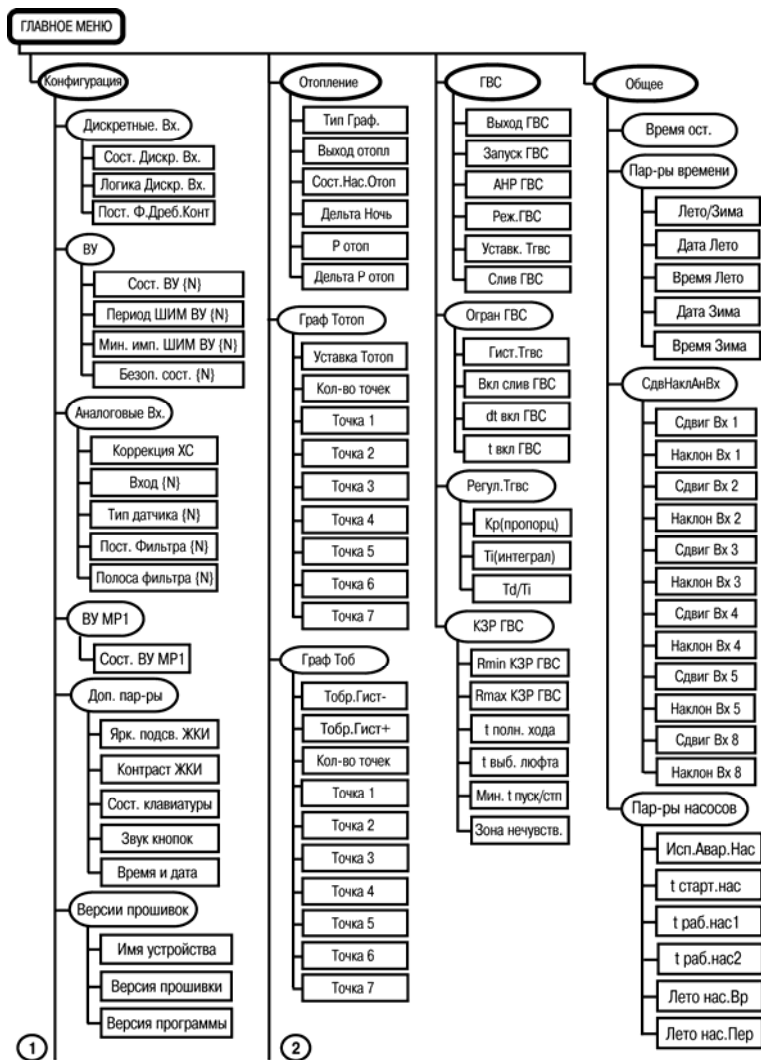 ГЛАВНОЕ МЕНЮ
Конфигурация
Дискретные. Вх.
Сост. Дискр. Вх.
Логика Дискр. Вх.
Пост. Ф.Дреб.Конт
ВУ
Сост. ВУ {N}
Период ШИМ ВУ {N}
Мин. имп. ШИМ ВУ {N}
Безоп. сост. {N}
Аналоговые Вх.
Коррекция ХС
Вход {N}
Тип датчика {N}
Пост. Фильтра {N}
Полоса фильтра {N}
ВУ МР1
Сост. ВУ МР1
Доп. пар-ры
Ярк. подсв. ЖКИ
Контраст ЖКИ
Сост. клавиатуры
Звук кнопок
Время и дата
Версии прошивок
Имя устройства
Версия прошивки
Версия программы
1
Отопление
Тип Граф.
Выход отопл
Сост.Нас.Отоп
Дельта Ночь
Р отоп
Дельта Р отоп
Граф Тотоп
Уставка Тотоп
Кол-во точек
Точка 1
Точка 2
Точка 3
Точка 4
Точка 5
Точка 6
Точка 7
Граф Тоб
Тобр.Гист-
Тобр.Гист+
Кол-во точек
Точка 1
Точка 2
Точка 3
Точка 4
Точка 5
Точка 6
Точка 7
2
ГВС
Выход ГВС
Запуск ГВС
АНР ГВС
Реж.ГВС
Уставк. Тгвс
Слив ГВС
Огран ГВС
Гист.Тгвс
Вкл слив ГВС
dt вкл ГВС
t вкл ГВС
Регул.Тгвс
Kp(пропорц)
Ti(интеграл)
Td/Ti
КЗР ГВС
Rmin КЗР ГВС
Rmax КЗР ГВС
t полн. хода
t выб. люфта
Мин. t пуск/стп
Зона нечувств.
Общее
Время ост.
Пар-ры времени
Лето/Зима
Дата Лето
Время Лето
Дата Зима
Время Зима
СдвНаклАнВх
Сдвиг Вх 1
Наклон Вх 1
Сдвиг Вх 2
Наклон Вх 2
Сдвиг Вх 3
Наклон Вх 3
Сдвиг Вх 4
Наклон Вх 4
Сдвиг Вх 5
Наклон Вх 5
Сдвиг Вх 8
Наклон Вх 8
Пар-ры насосов
Исп.Авар.Нас
t старт.нас
t раб.нас1
t раб.нас2
Лето нас.Вр
Лето нас.Пер